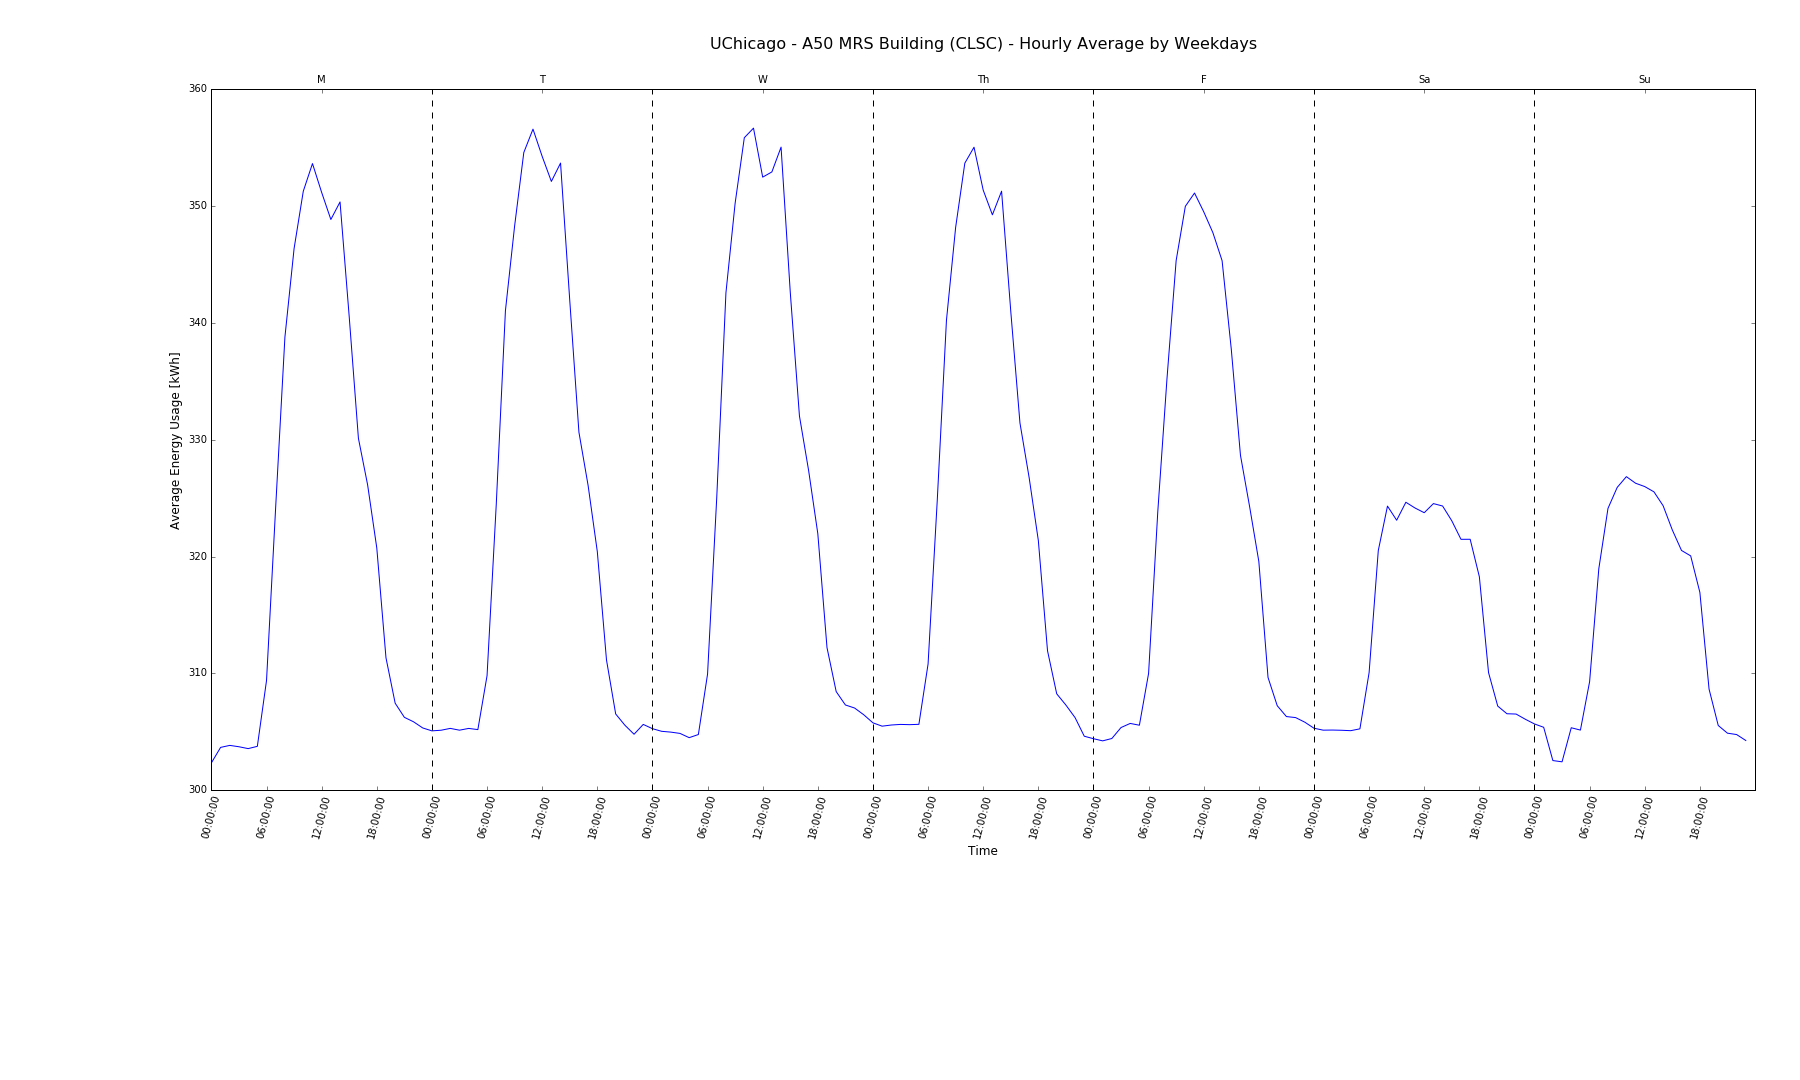 UChicago - A50 MRS Building (CLSC) - Hourly Average by Weekdays
M T W Th F Sa Su
360
350
340
330
320
310
300
Average Energy Usage [kWh]
00:00:00 06:00:00 12:00:00 18:00:00 00:00:00 06:00:00 12:00:00 18:00:00 00:00:00 06:00:00 12:00:00 18:00:00 00:00:00 06:00:00 12:00:00 18:00:00 00:00:00 06:00:00 12:00:00 18:00:00 00:00:00 06:00:00 12:00:00 18:00:00 00:00:00 06:00:00 12:00:00 18:00:00
Time